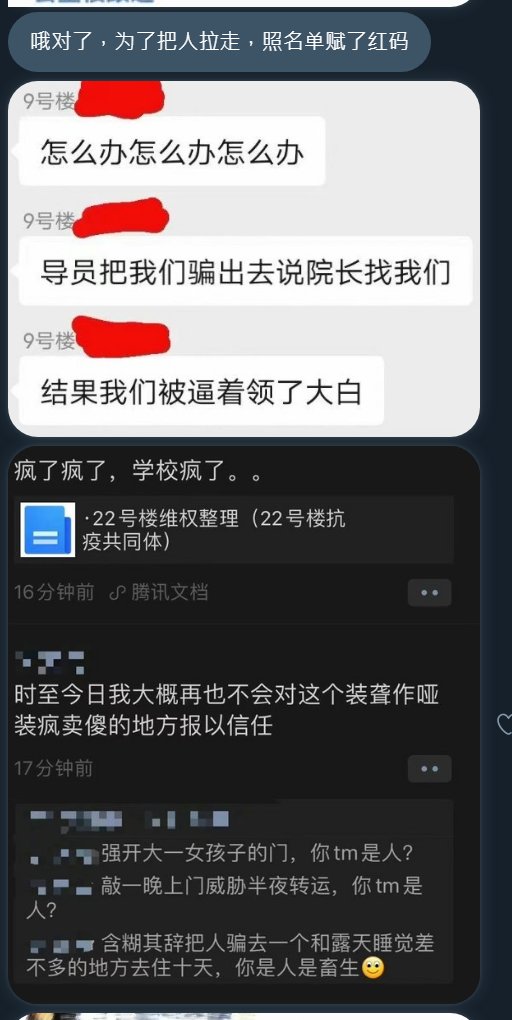 哦对了，为了把人拉走，照名单赋了红码
9号楼
怎么办怎么办怎么办
9号楼
导员把我们骗出去说院长找我们
9号楼
结果我们被逼着领了大白
疯了疯了，学校疯了。。
·22号楼维权整理（22号楼抗
疫共同体）
16分钟前 腾讯文档
时至今日我大概再也不会对这个装聋作哑
装疯卖傻的地方报以信任
17分钟前
强开大一女孩子的门，你tm是人？
敲一晚上门威胁半夜转运，你tm是
人？
含糊其辞把人骗去一个和露天睡觉差
不多的地方去住十天，你是人是畜生